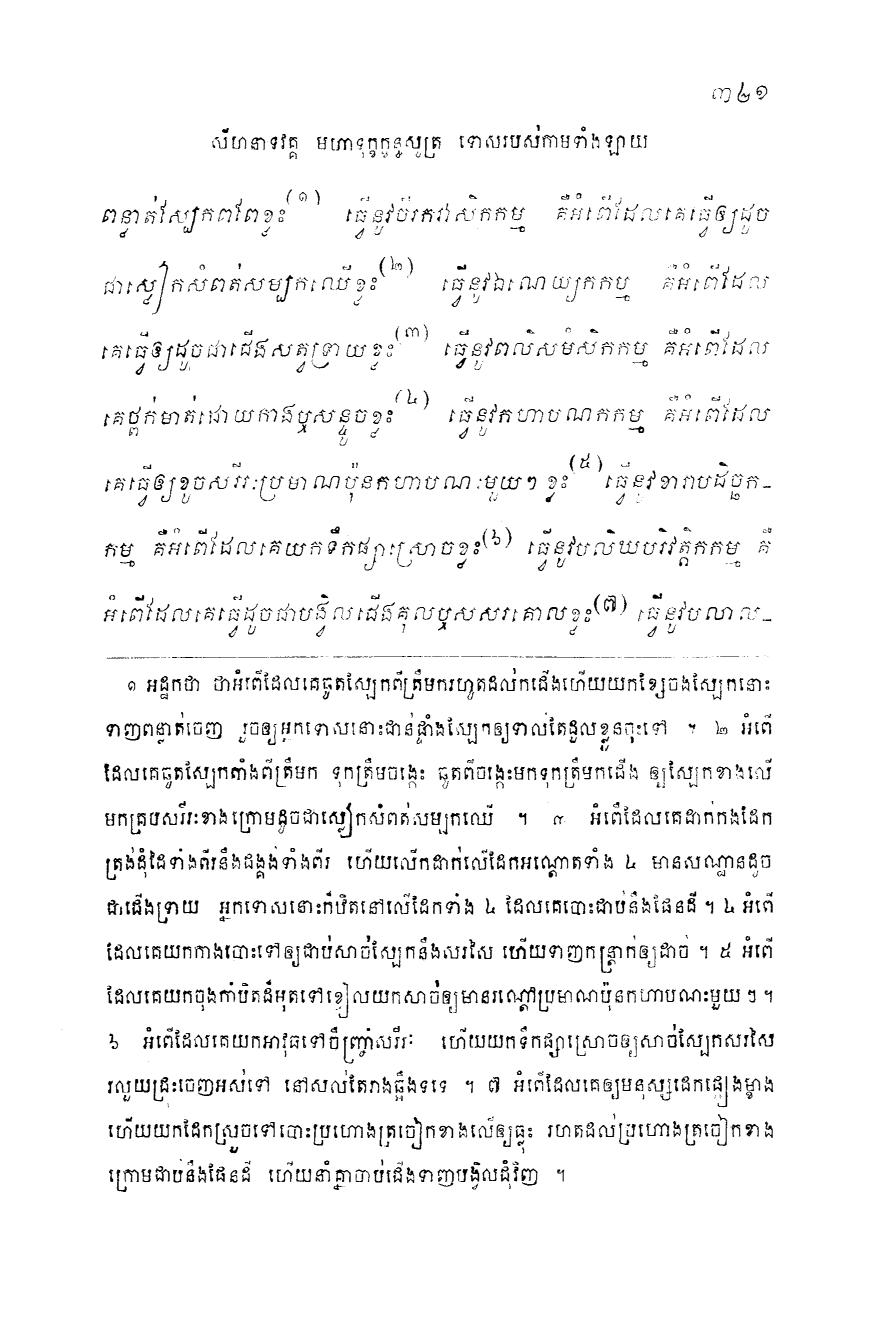 ៣៤១
សីហនាទវគ្គ មហាទុក្ខក្ខន្ធសូត្រ ទោសរបស់កាមទាំងឡាយ
ពន្លាត់ស្បែកពពែខ្លះ(១) ធ្វើនូវចីរកវាសិកកម្ម គឺអំពើដែលគេធ្វើឲ្យដូច
ជាស្លៀកសំពត់សម្បកឈើខ្លះ(២) ធ្វើនូវឯណេយ្យកកម្ម គឺអំពើដែល
គេធ្វើឲ្យដូចជាជើងសត្វទ្រាយខ្លះ(៣) ធ្វើនូវពលិសមំសិកកម្ម គឺអំពើដែល
គេថ្ពក់មាត់ដោយកាងឬសន្ទូចខ្លះ(៤) ធ្វើនូវកហាបណកកម្ម គឺអំពើដែល
គេធ្វើឲ្យខូចសរីរៈប្រមាណប៉ុនកហាបណៈមួយៗ ខ្លះ(៥) ធ្វើនូវខារាបដិច្ឆក-
កម្ម គឺអំពើដែលគេយកទឹកផ្សះស្រោចខ្លះ(៦) ធ្វើនូវបលិឃបរិវត្តិកកម្ម គឺ
អំពើដែលគេធ្វើដូចជាបង្វិលជើងគុលឬសសរគោលខ្លះ(៧) ធ្វើនូវបលាល-
១ អដ្ឋកថា ថាអំពើដែលគេធ្លូតស្បែកពីត្រឹមករហូតដល់កជើងហើយយកខ្សែចងស្បែកនោះ
ទាញពន្លាត់ចេញ រួចឲ្យអ្នកទោសនោះជាន់ផ្ទាំងស្បែកឲ្យទាល់តែដួលខ្លួនចុះទៅ ។ ២ អំពើ
ដែលគេធ្លូតស្បែកតាំងពីត្រឹមក ទុកត្រឹមចង្កេះ ធ្លូតពីចង្កេះមកទុកត្រឹមកជើង ឲ្យស្បែកខាងលើ
មកគ្របសរីរៈខាងក្រោមដូចជាស្លៀកសំពត់សម្បកឈើ ។ ៣ អំពើដែលគេដាក់កងដែក
ត្រង់ដុំដៃទាំងពីរនឹងជង្គង់ទាំងពីរ ហើយលើកដាក់លើដែកអណ្តោតទាំង ៤ មានសណ្ឋានដូច
ជាជើងទ្រាយ អ្នកទោសនោះក៏ឋិតនៅលើដែកទាំង ៤ ដែលគេបោះជាប់នឹងផែនដី ។ ៤ អំពើ
ដែលគេយកកាងបោះទៅឲ្យជាប់សាច់ស្បែកនឹងសរសៃ ហើយទាញកន្ត្រាក់ឲ្យដាច់ ។ ៥ អំពើ
ដែលគេយកចុងកាំបិតដ៏មុតទៅខ្វៀលយកសាច់ឲ្យមានរណ្តៅប្រមាណប៉ុនកហាបណៈមួយៗ ។
៦ អំពើដែលគេយកអាវុធទៅចិញ្ច្រាំសរីរៈ ហើយយកទឹកផ្សាស្រោចឲ្យសាច់ស្បែកសរសៃ
រលួយជ្រុះចេញអស់ទៅ នៅសល់តែរាងឆ្អឹងទទេ ។ ៧ អំពើដែលគេឲ្យមនុស្សដេកផ្អៀងម្ខាង
ហើយយកដែកស្រួចទៅបោះប្រហោងត្រចៀកខាងលើឲ្យធ្លុះ រហតដល់ប្រហោងត្រចៀកខាង
ក្រោមជាប់នឹងផែនដី ហើយនាំគ្នាចាប់ជើងទាញបង្វិលជុំវិញ ។